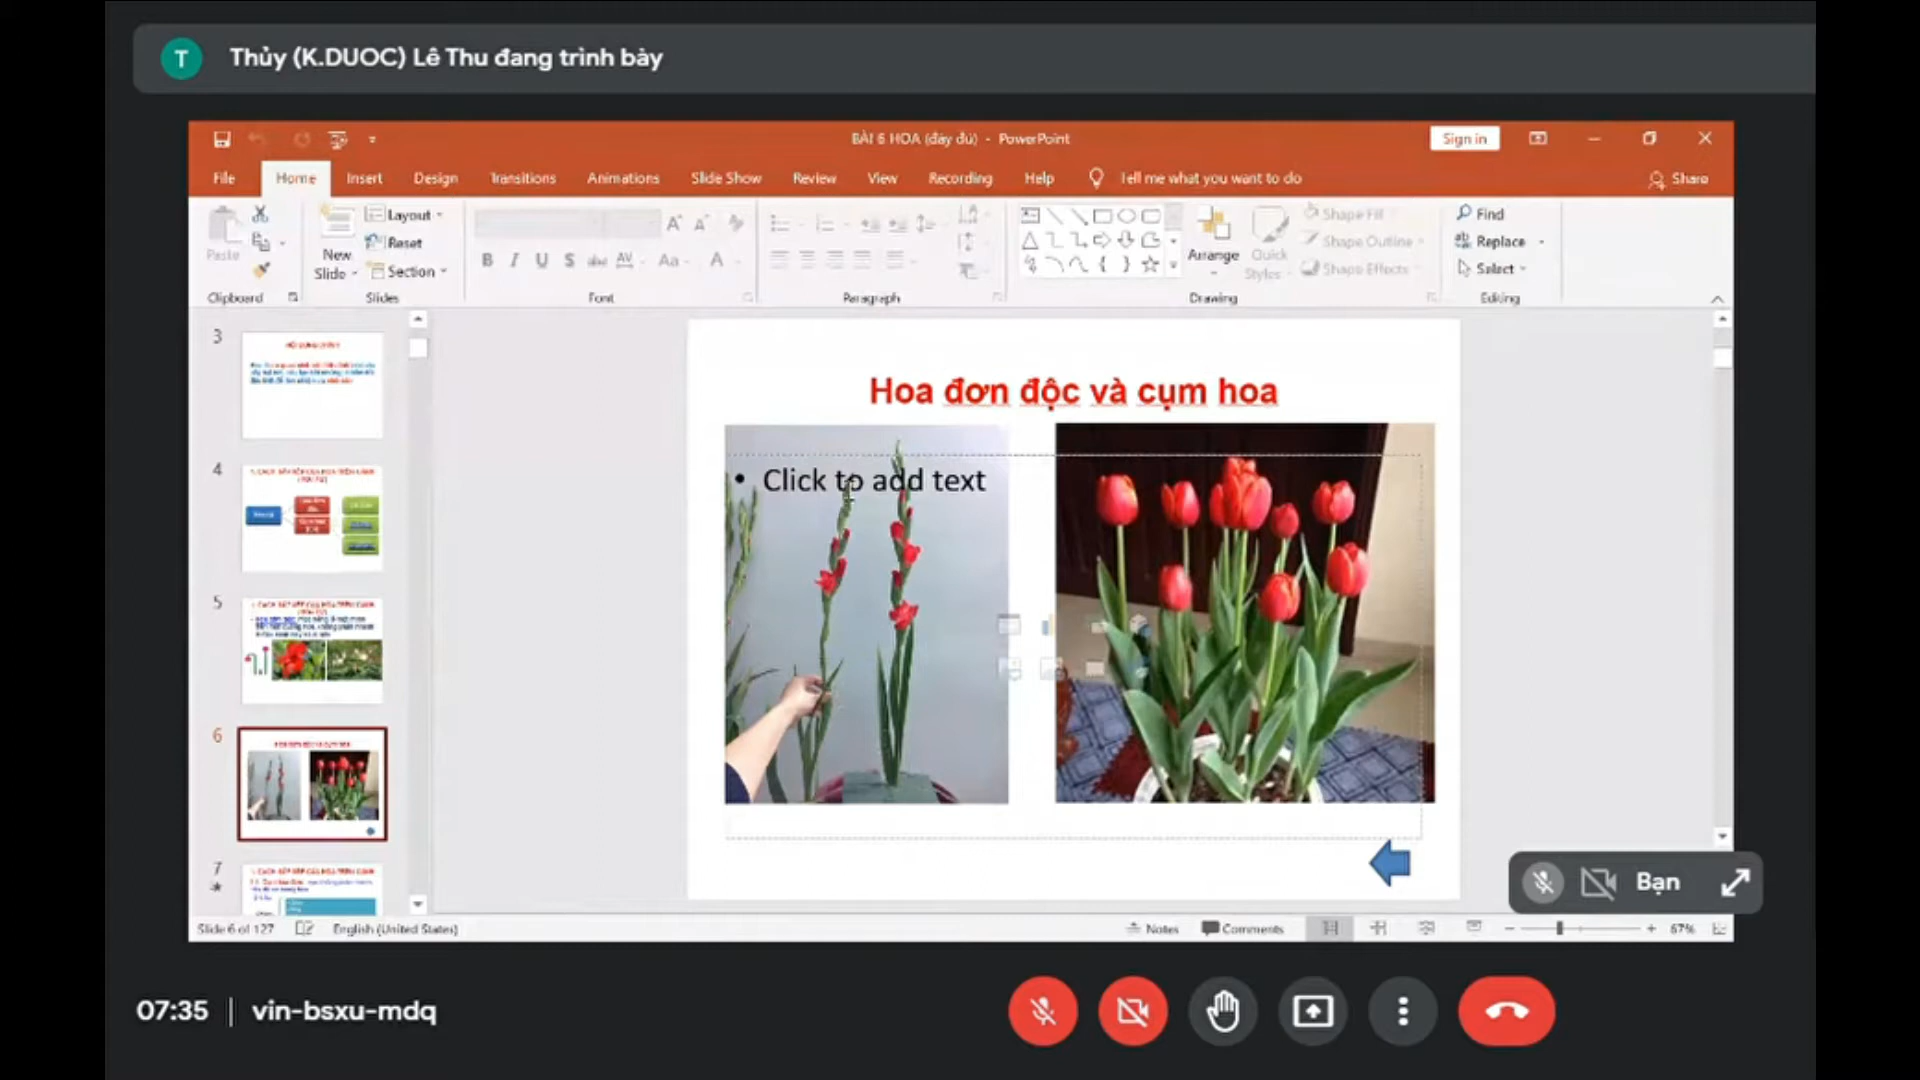 T Thủy (K.DUOC) Lê Thu đang trình bày
BÀI 6 HOA (đầy đủ) - PowerPoint
Sign in
File Home Insert Design Transitions Animations Slide Show Review View Recording Help Tell me what you want to do Share
Paste
New Slide
Layout
Reset
Section
B I U S abc AV Aa A
Arrange
Quick Styles
Shape Fill
Shape Outline
Shape Effects
Find
Replace
Select
Clipboard Slides Font Paragraph Drawing Editing
3
4
5
6
7
Hoa đơn độc và cụm hoa
• Click to add text
Bạn
Slide 6 of 127 English (United States) Notes Comments 67%
07:35 | vin-bsxu-mdq